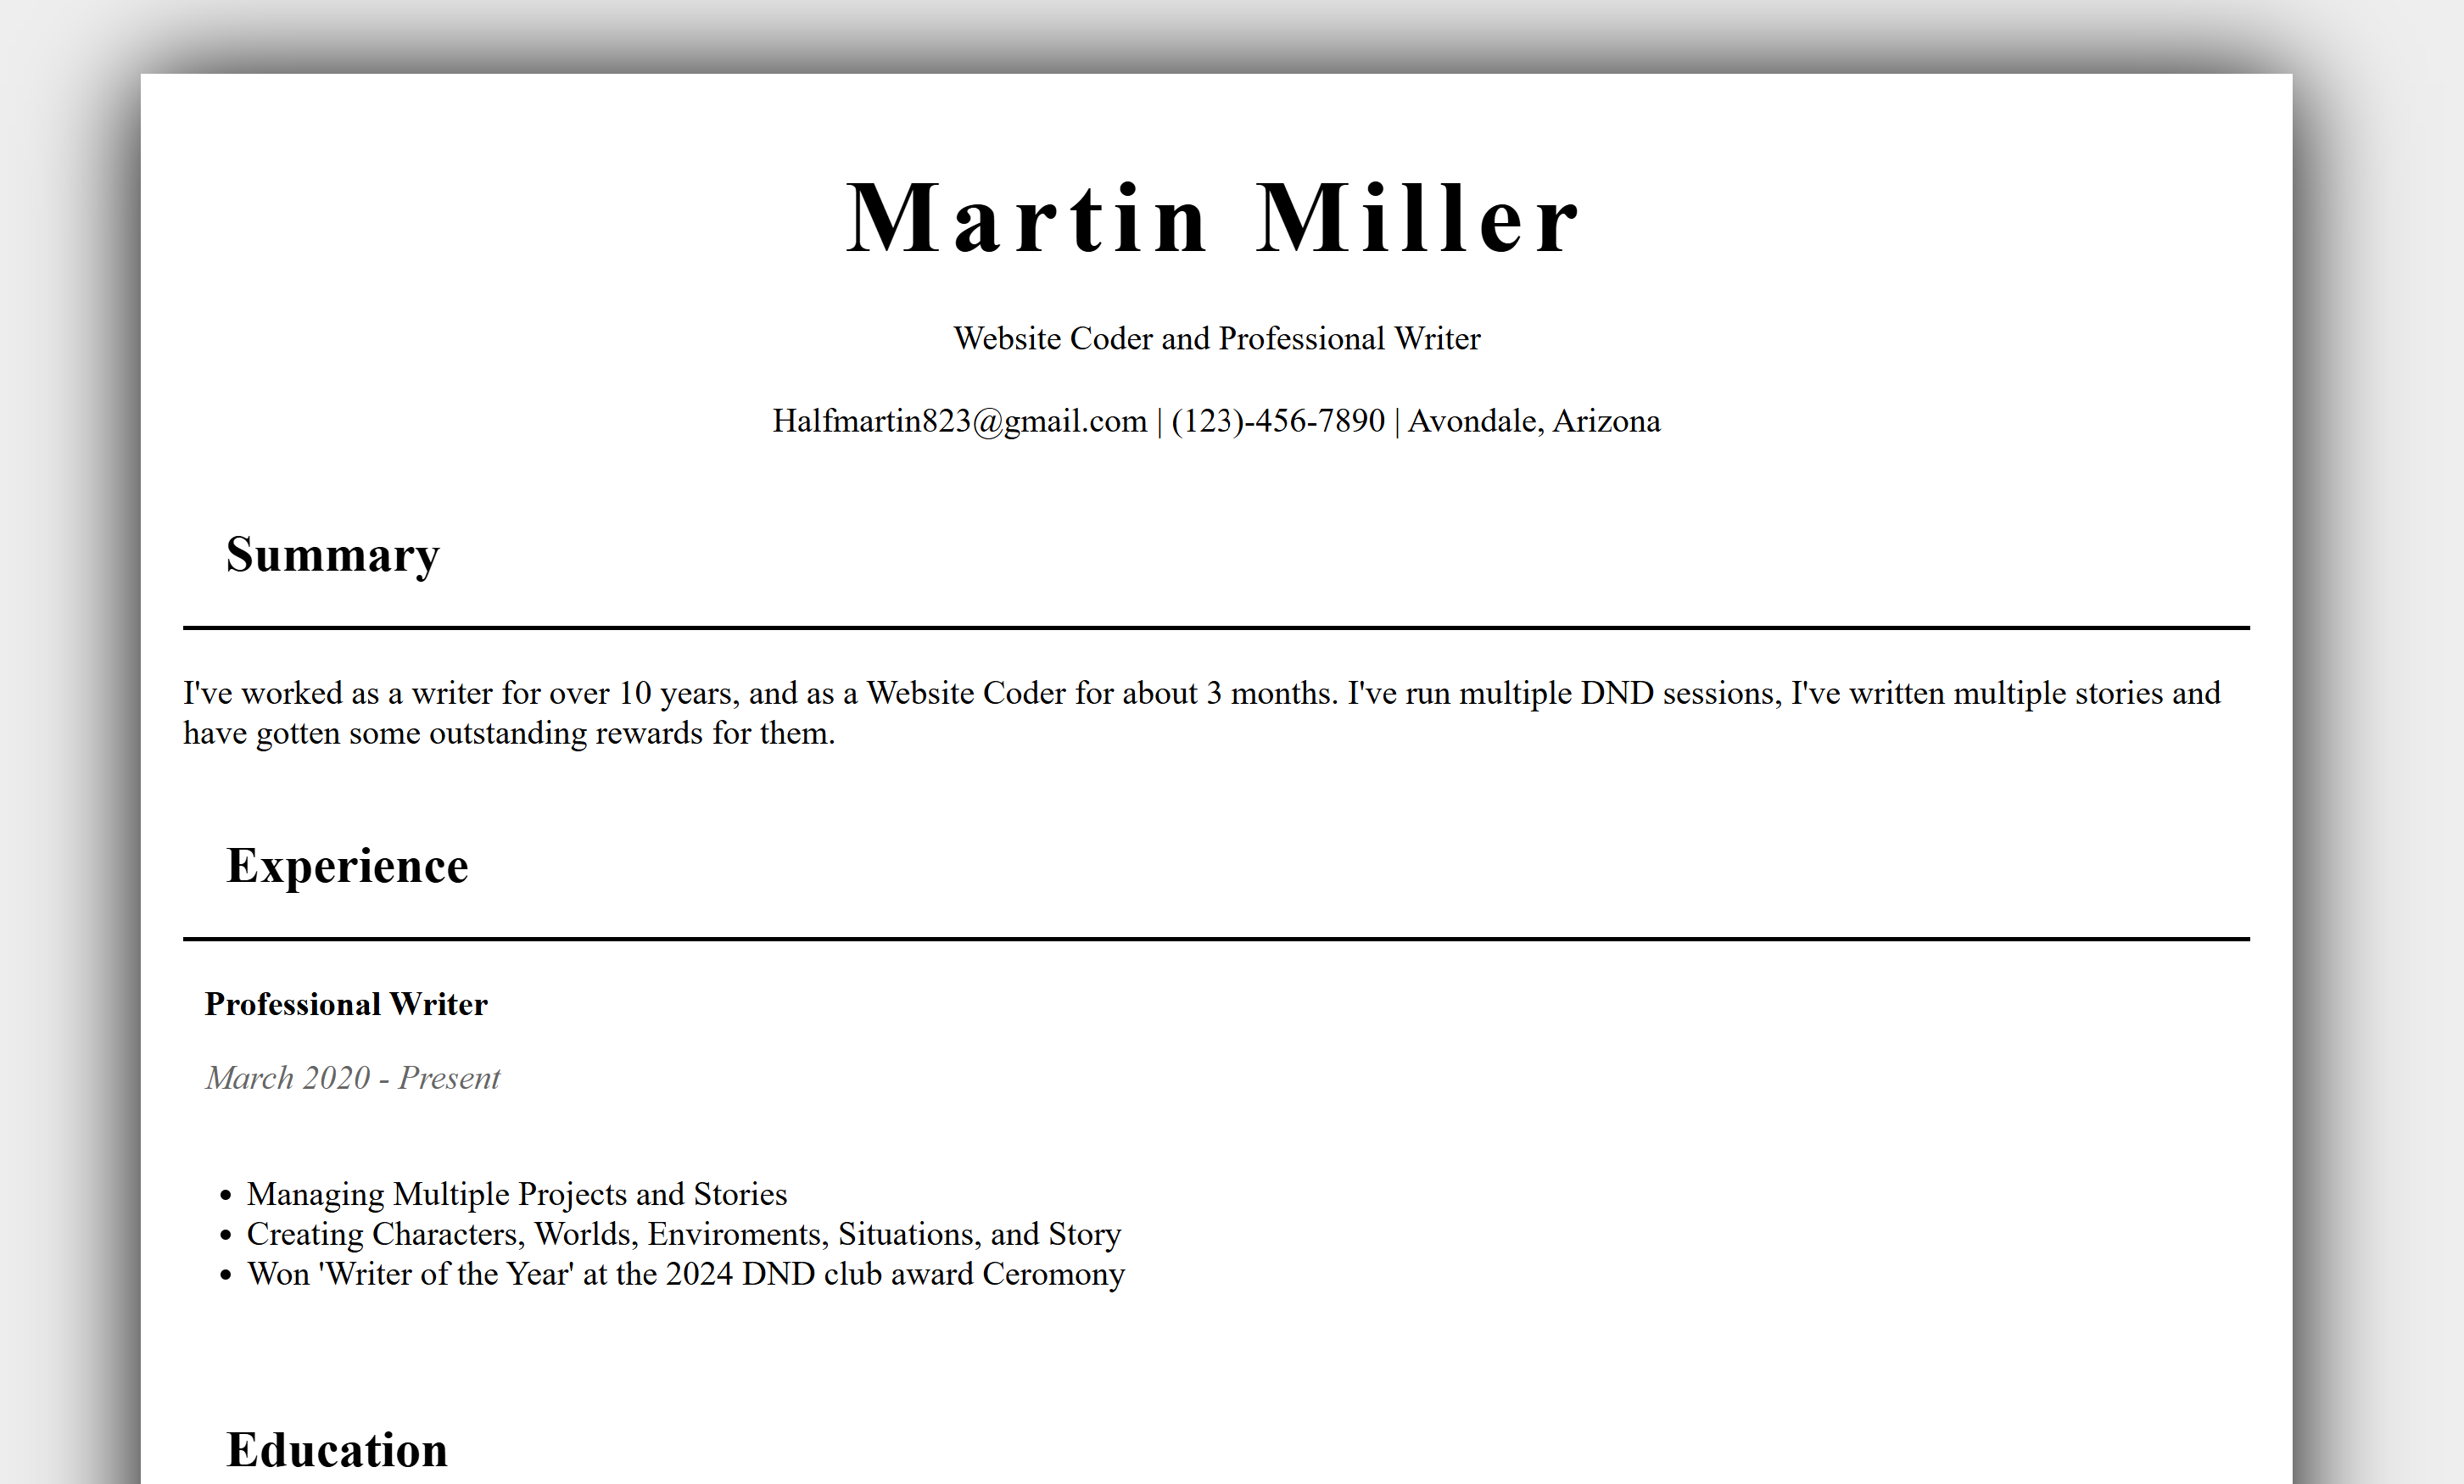 Martin Miller
Website Coder and Professional Writer
Halfmartin823@gmail.com | (123)-456-7890 | Avondale, Arizona
Summary
I've worked as a writer for over 10 years, and as a Website Coder for about 3 months. I've run multiple DND sessions, I've written multiple stories and
have gotten some outstanding rewards for them.
Experience
Professional Writer
March 2020 - Present
• Managing Multiple Projects and Stories
• Creating Characters, Worlds, Enviroments, Situations, and Story
• Won 'Writer of the Year' at the 2024 DND club award Ceromony
Education